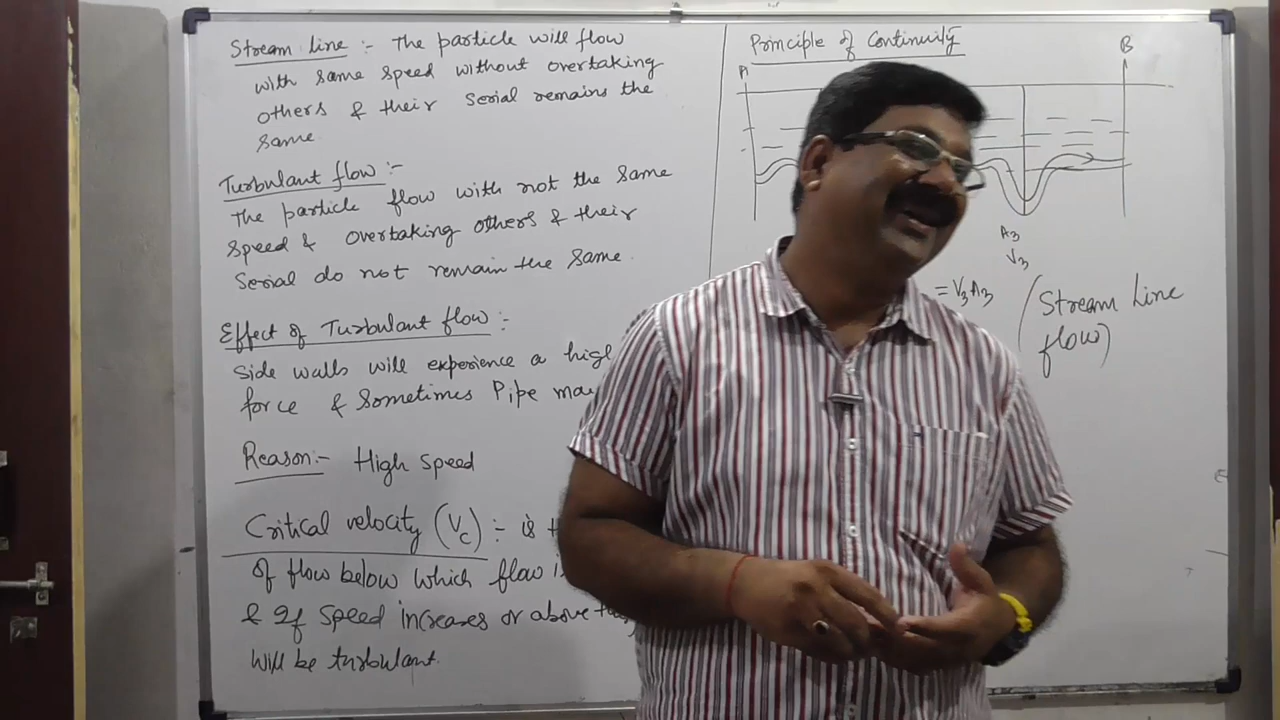 Stream line :- The particle will flow
with same speed without overtaking
others & their serial remains the
same
Turbulant flow :-
The particle flow with not the same
speed & overtaking others & their
serial do not remain the same.
Effect of Turbulant flow :-
Side walls will experience a high
force & sometimes Pipe may
Reason:- High speed
Critical velocity (Vc) :- is
of flow below which flow
& If speed increases or above
will be turbulant.
Principle of Continuity
A
B
A3
V3
= V3 A3
(Stream Line
flow)